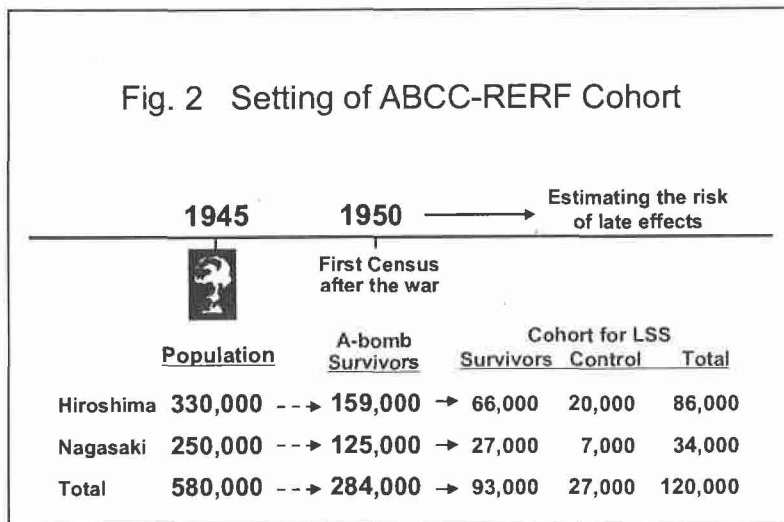 Fig. 2 Setting of ABCC-RERF Cohort
1945 1950 Estimating the risk
of late effects
First Census
after the war
Population A-bomb
Survivors Cohort for LSS
Survivors Control Total
Hiroshima 330,000 159,000 66,000 20,000 86,000
Nagasaki 250,000 125,000 27,000 7,000 34,000
Total 580,000 284,000 93,000 27,000 120,000